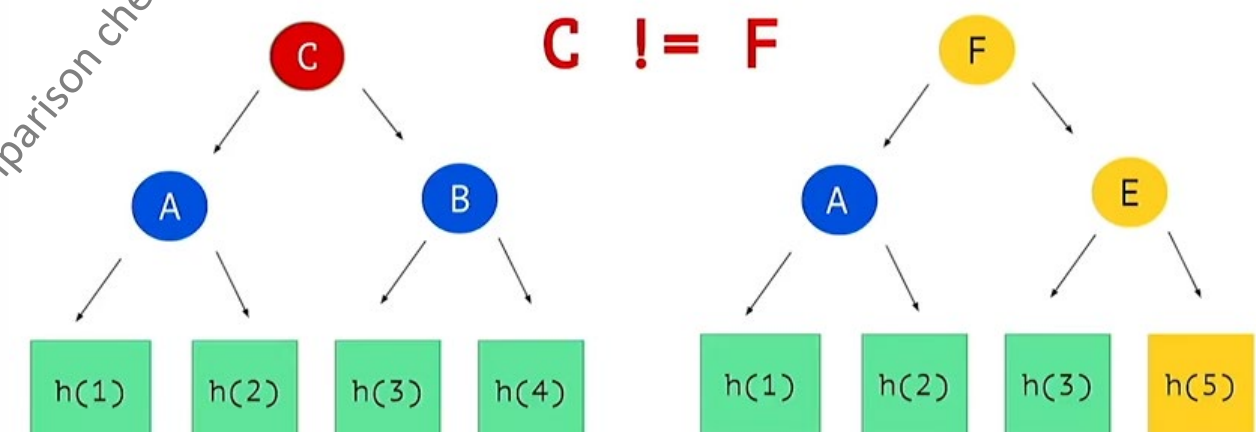 C != F
C
F
A
B
A
E
h(1) h(2) h(3) h(4)
h(1) h(2) h(3) h(5)